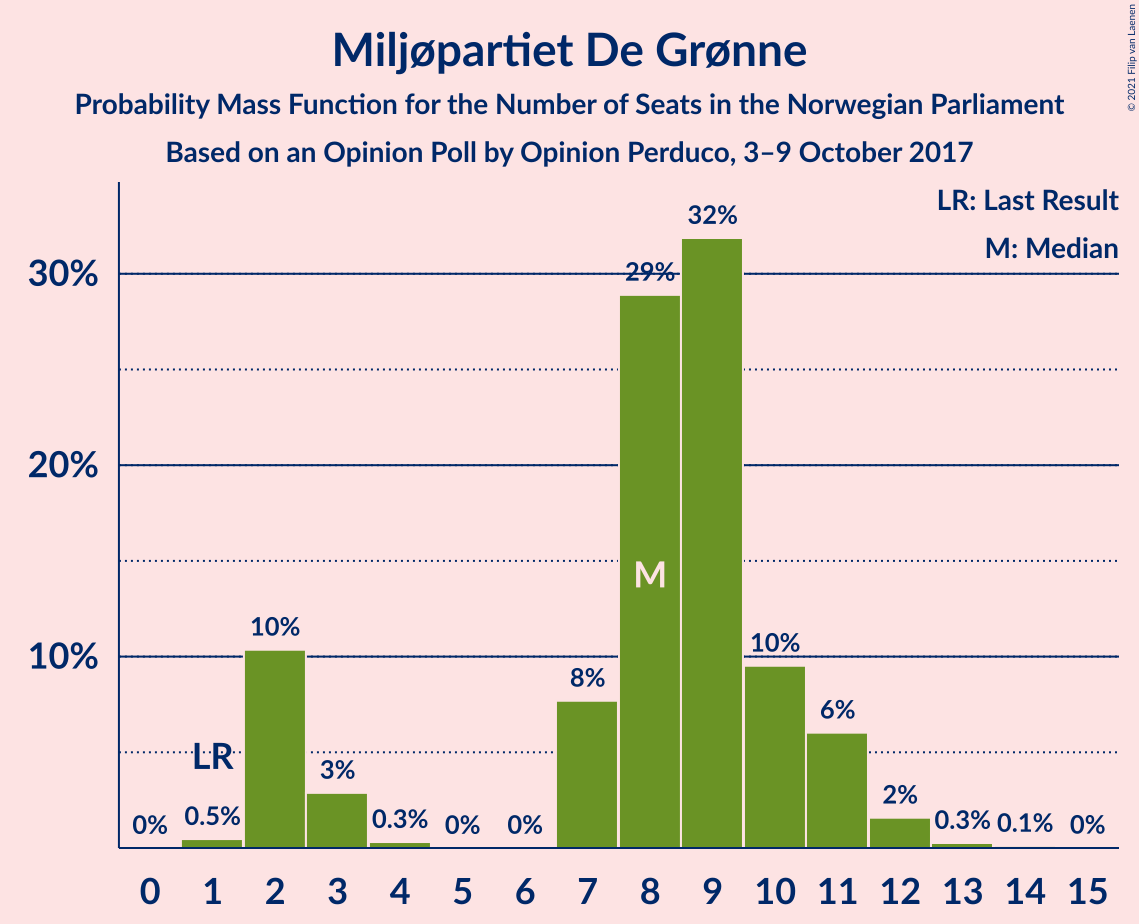 Miljøpartiet De Grønne
Probability Mass Function for the Number of Seats in the Norwegian Parliament
Based on an Opinion Poll by Opinion Perduco, 3–9 October 2017
© 2021 Filip van Laenen
LR: Last Result
M: Median
32%
30%
29%
20%
M
10%
10%
10%
8%
6%
LR
3%
2%
0%
0.5%
0.3%
0%
0%
0.3%
0.1%
0%
0 1 2 3 4 5 6 7 8 9 10 11 12 13 14 15